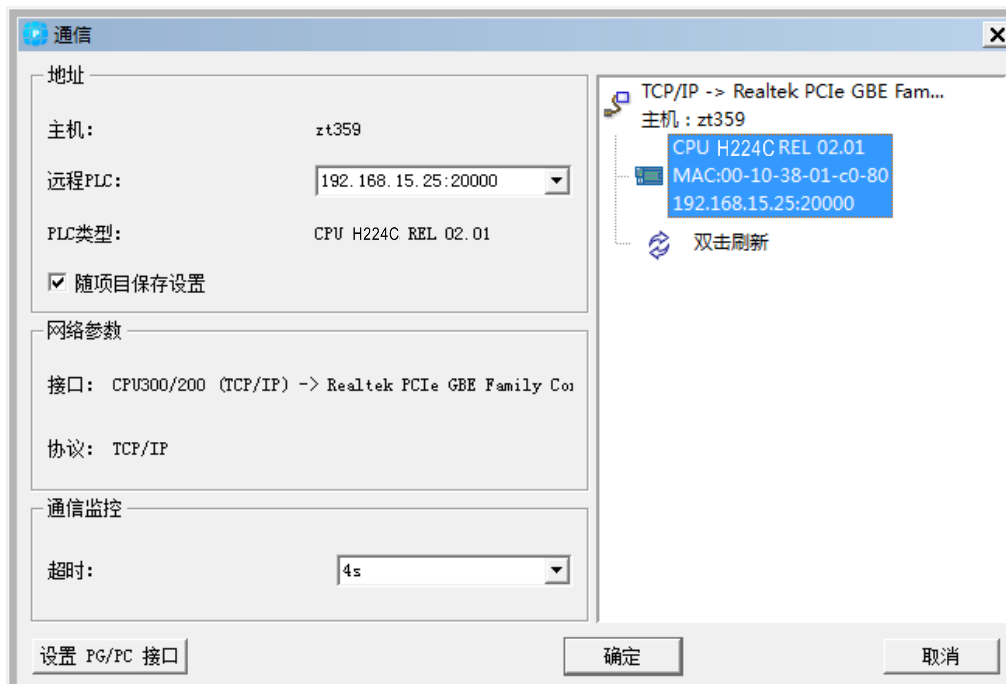 通信
地址
主机: zt359
远程PLC: 192.168.15.25:20000
PLC类型: CPU H224C REL 02.01
随项目保存设置
网络参数
接口: CPU300/200 (TCP/IP) -> Realtek PCIe GBE Family
协议: TCP/IP
通信监控
超时: 4s
设置 PG/PC 接口
确定
取消
TCP/IP -> Realtek PCIe GBE Fam...
主机 : zt359
CPU H224C REL 02.01
MAC:00-10-38-01-c0-80
192.168.15.25:20000
双击刷新